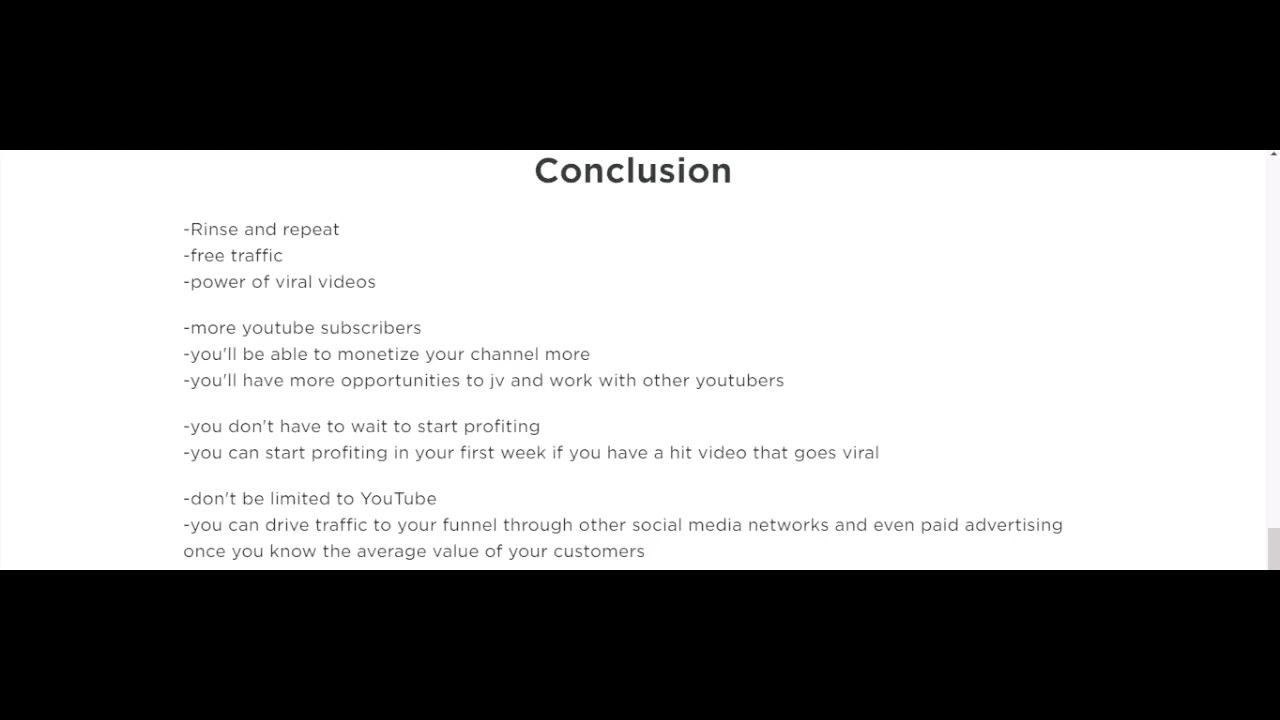 Conclusion
-Rinse and repeat
-free traffic
-power of viral videos
-more youtube subscribers
-you'll be able to monetize your channel more
-you'll have more opportunities to jv and work with other youtubers
-you don't have to wait to start profiting
-you can start profiting in your first week if you have a hit video that goes viral
-don't be limited to YouTube
-you can drive traffic to your funnel through other social media networks and even paid advertising
once you know the average value of your customers